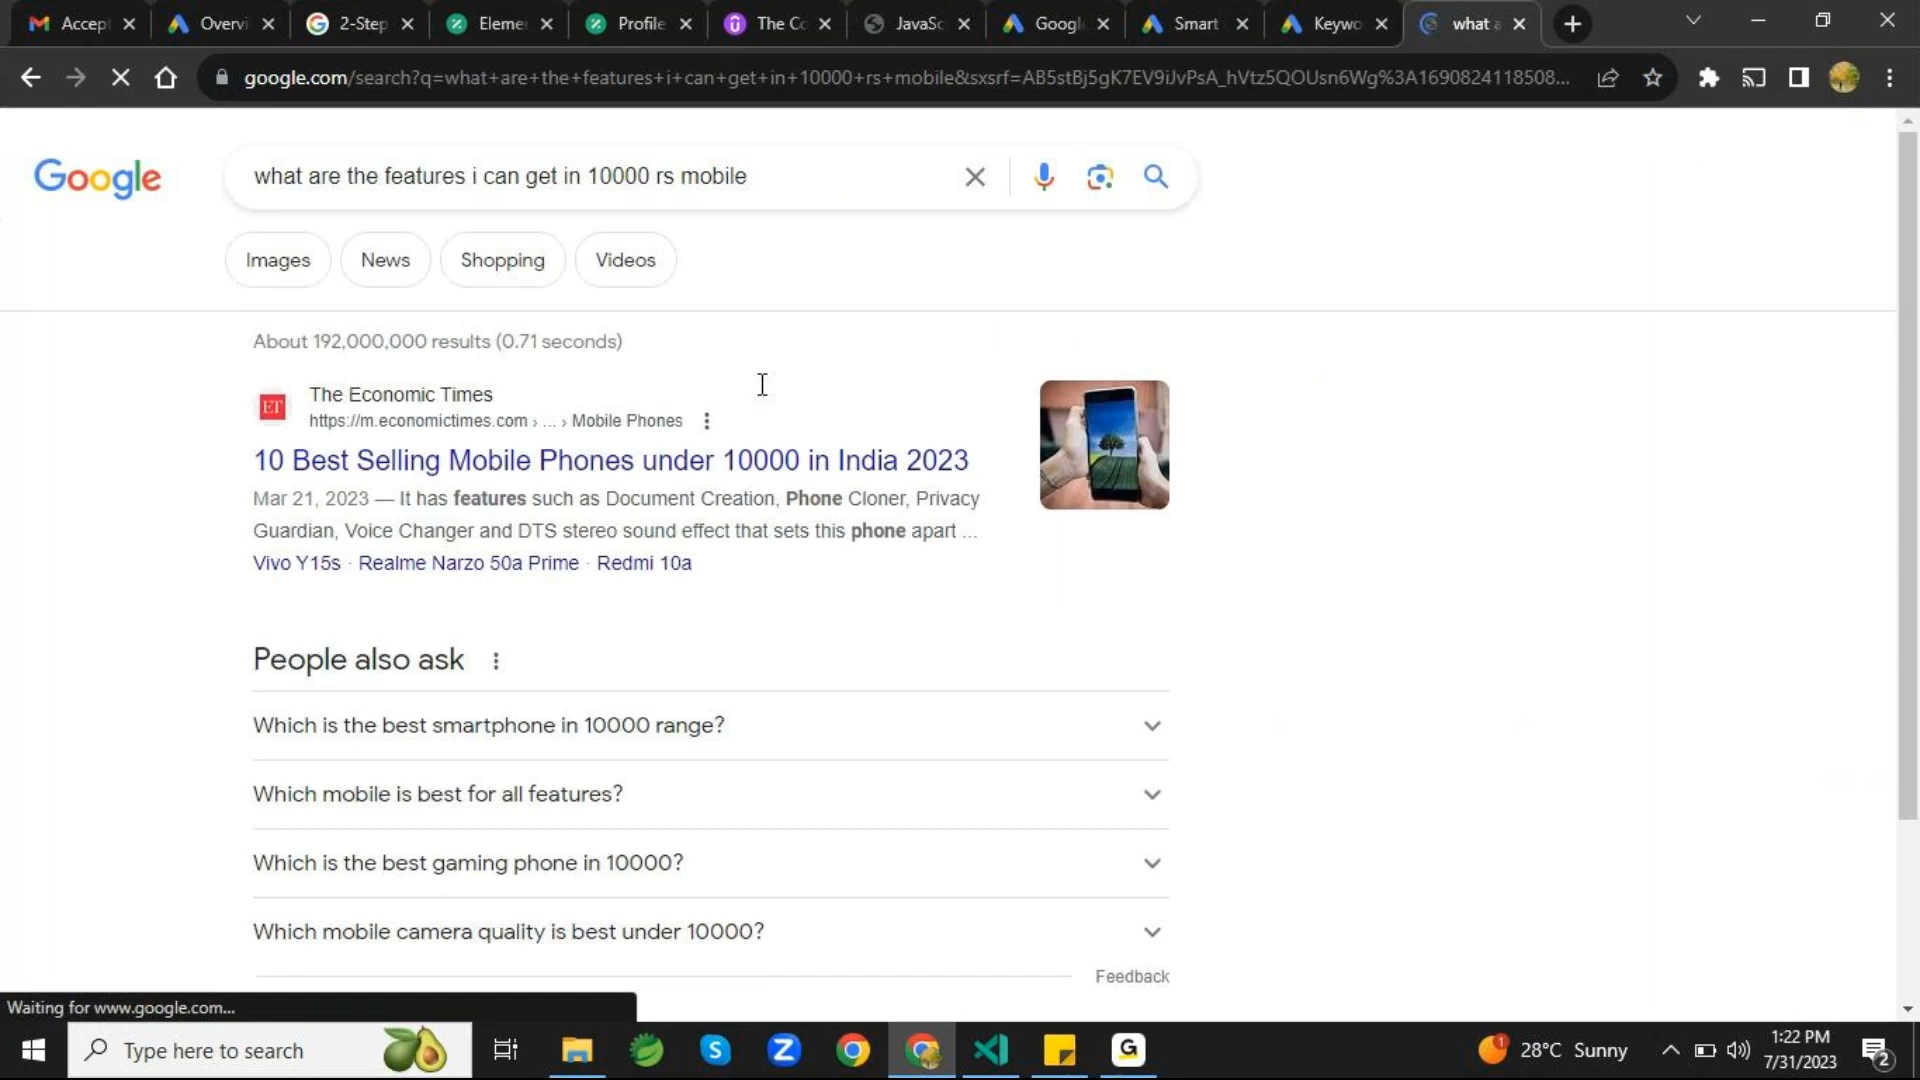 Accep
Overvi
2-Step
Eleme
Profile
The Co
JavaSc
Google
Smart
Keywo
what a
google.com/search?q=what+are+the+features+i+can+get+in+10000+rs+mobile&sxsrf=AB5stBj5gK7EV9iJvPsA_hVtz5QOUsn6Wg%3A1690824118508...
Google
what are the features i can get in 10000 rs mobile
Images
News
Shopping
Videos
About 192,000,000 results (0.71 seconds)
ET
The Economic Times
https://m.economictimes.com › ... › Mobile Phones
10 Best Selling Mobile Phones under 10000 in India 2023
Mar 21, 2023 — It has features such as Document Creation, Phone Cloner, Privacy
Guardian, Voice Changer and DTS stereo sound effect that sets this phone apart ...
Vivo Y15s · Realme Narzo 50a Prime · Redmi 10a
People also ask
Which is the best smartphone in 10000 range?
Which mobile is best for all features?
Which is the best gaming phone in 10000?
Which mobile camera quality is best under 10000?
Feedback
Waiting for www.google.com...
Type here to search
28°C Sunny
1:22 PM
7/31/2023
2